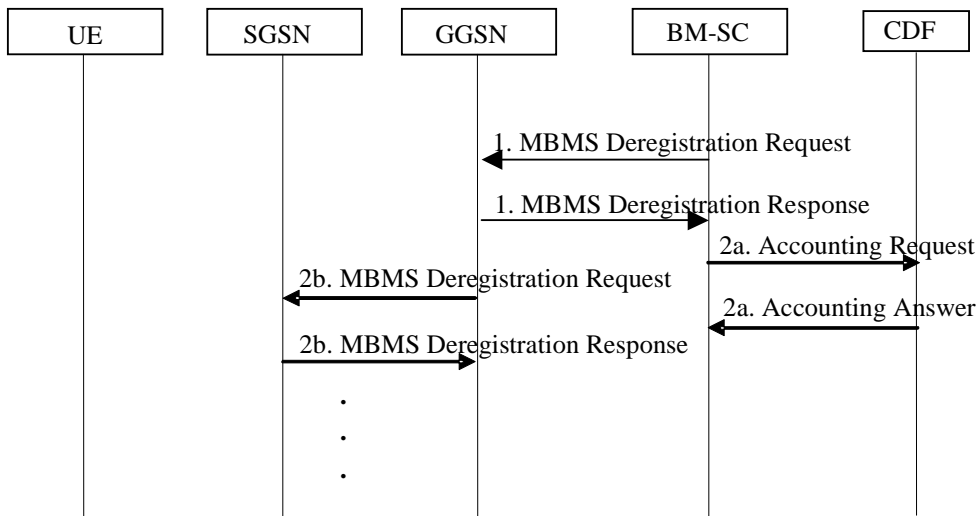 UE
SGSN
GGSN
BM-SC
CDF
1. MBMS Deregistration Request
1. MBMS Deregistration Response
2a. Accounting Request
2b. MBMS Deregistration Request
2a. Accounting Answer
2b. MBMS Deregistration Response
.
.
.